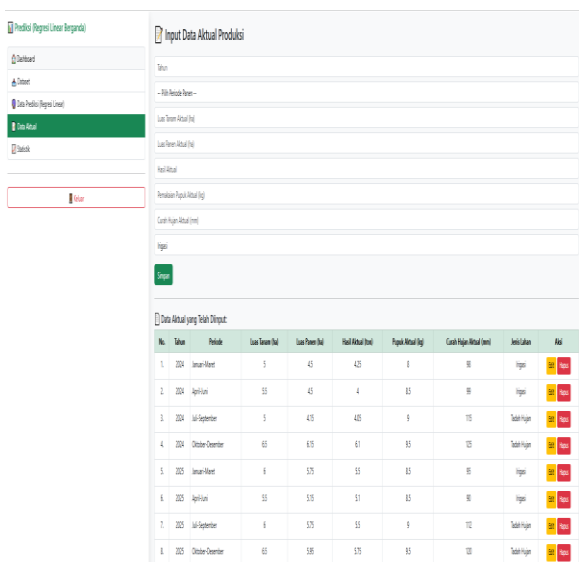 Prediksi (Regresi Linear Berganda)
Dashboard
Dataset
Data Prediksi (Regresi Linear)
Data Aktual
Statistik
Keluar
Input Data Aktual Produksi
Tahun
-- Pilih Periode Panen --
Luas Tanam Aktual (ha)
Luas Panen Aktual (ha)
Hasil Aktual
Pemakaian Pupuk Aktual (kg)
Curah Hujan Aktual (mm)
Irigasi
Simpan
Data Aktual yang Telah Diinput:
No. Tahun Periode Luas Tanam (ha) Luas Panen (ha) Hasil Aktual (ton) Pupuk Aktual (kg) Curah Hujan Aktual (mm) Jenis Lahan Aksi
1. 2024 Januari-Maret 5 4.5 4.25 8 90 Irigasi Edit Hapus
2. 2024 April-Juni 5.5 4.5 4 8.5 99 Irigasi Edit Hapus
3. 2024 Juli-September 5 4.15 4.05 9 115 Tadah Hujan Edit Hapus
4. 2024 Oktober-Desember 6.5 6.15 6.1 9.5 125 Tadah Hujan Edit Hapus
5. 2025 Januari-Maret 6 5.75 5.5 8.5 95 Irigasi Edit Hapus
6. 2025 April-Juni 5.5 5.15 5.1 8.5 90 Irigasi Edit Hapus
7. 2025 Juli-September 6 5.75 5.5 9 112 Tadah Hujan Edit Hapus
8. 2025 Oktober-Desember 6.5 5.95 5.75 9.5 120 Tadah Hujan Edit Hapus